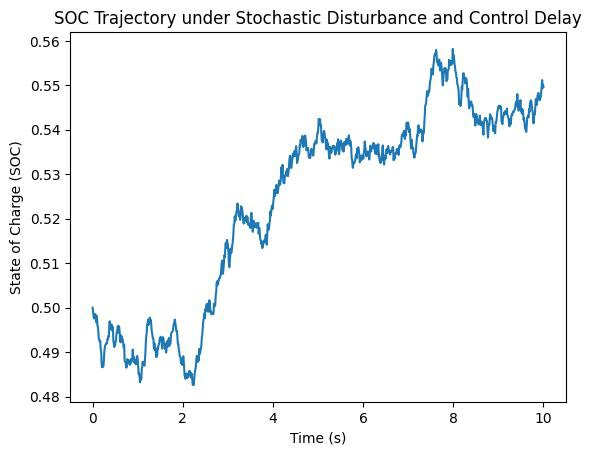 SOC Trajectory under Stochastic Disturbance and Control Delay
State of Charge (SOC)
0.56
0.55
0.54
0.53
0.52
0.51
0.50
0.49
0.48
0 2 4 6 8 10
Time (s)